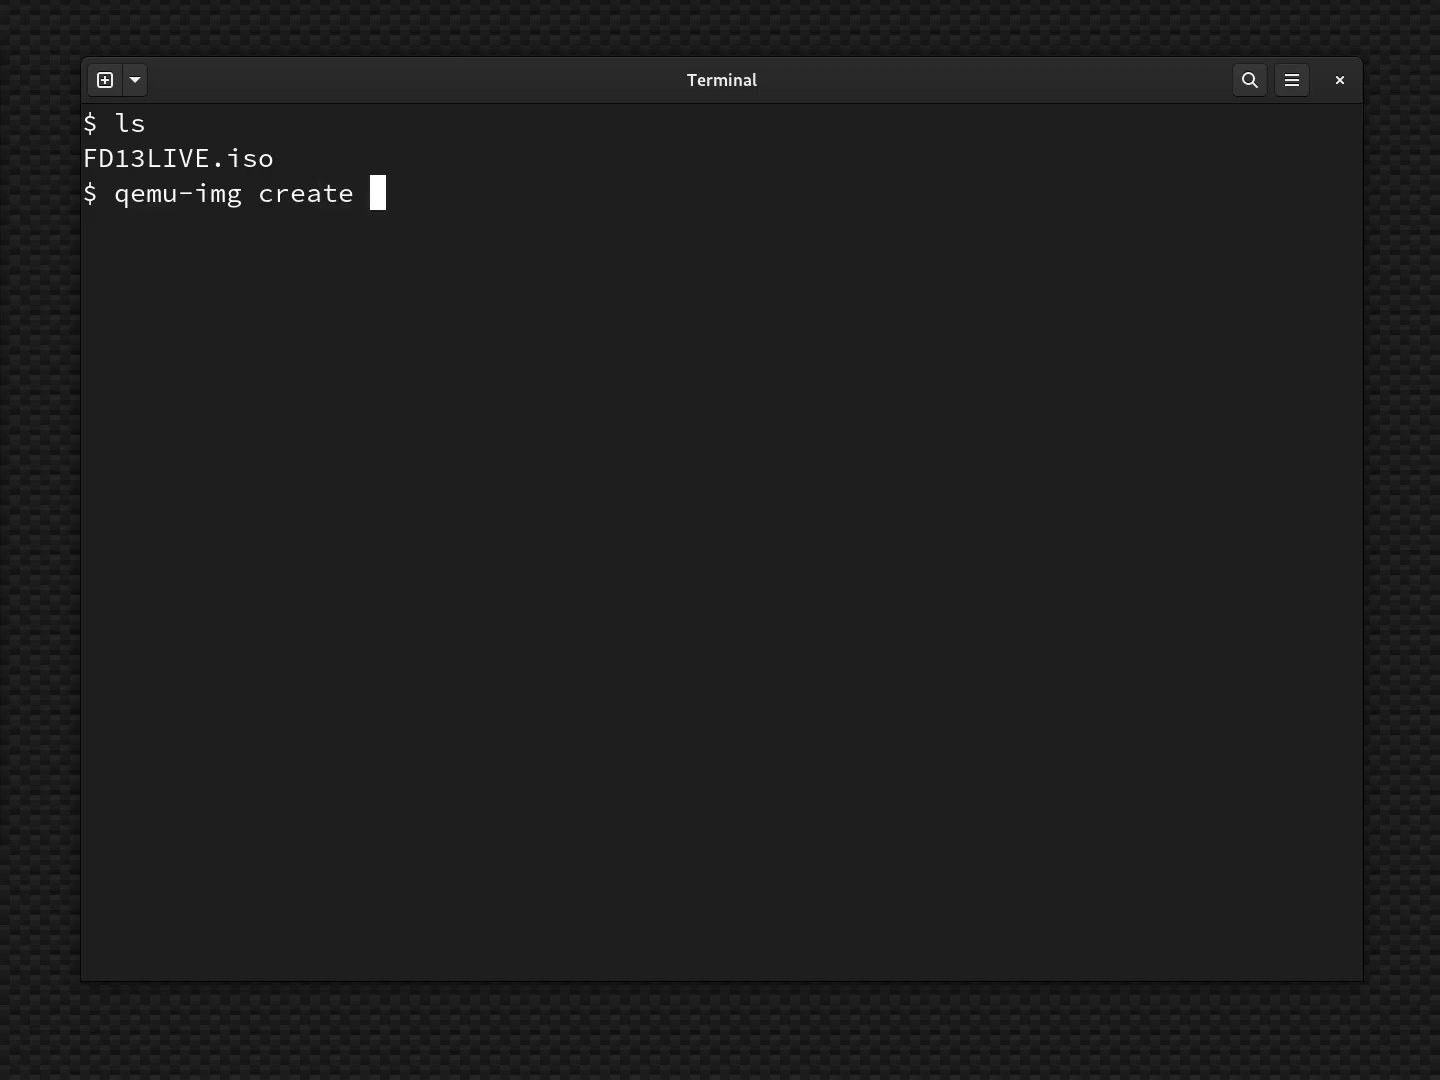 Terminal
$ ls
FD13LIVE.iso
$ qemu-img create